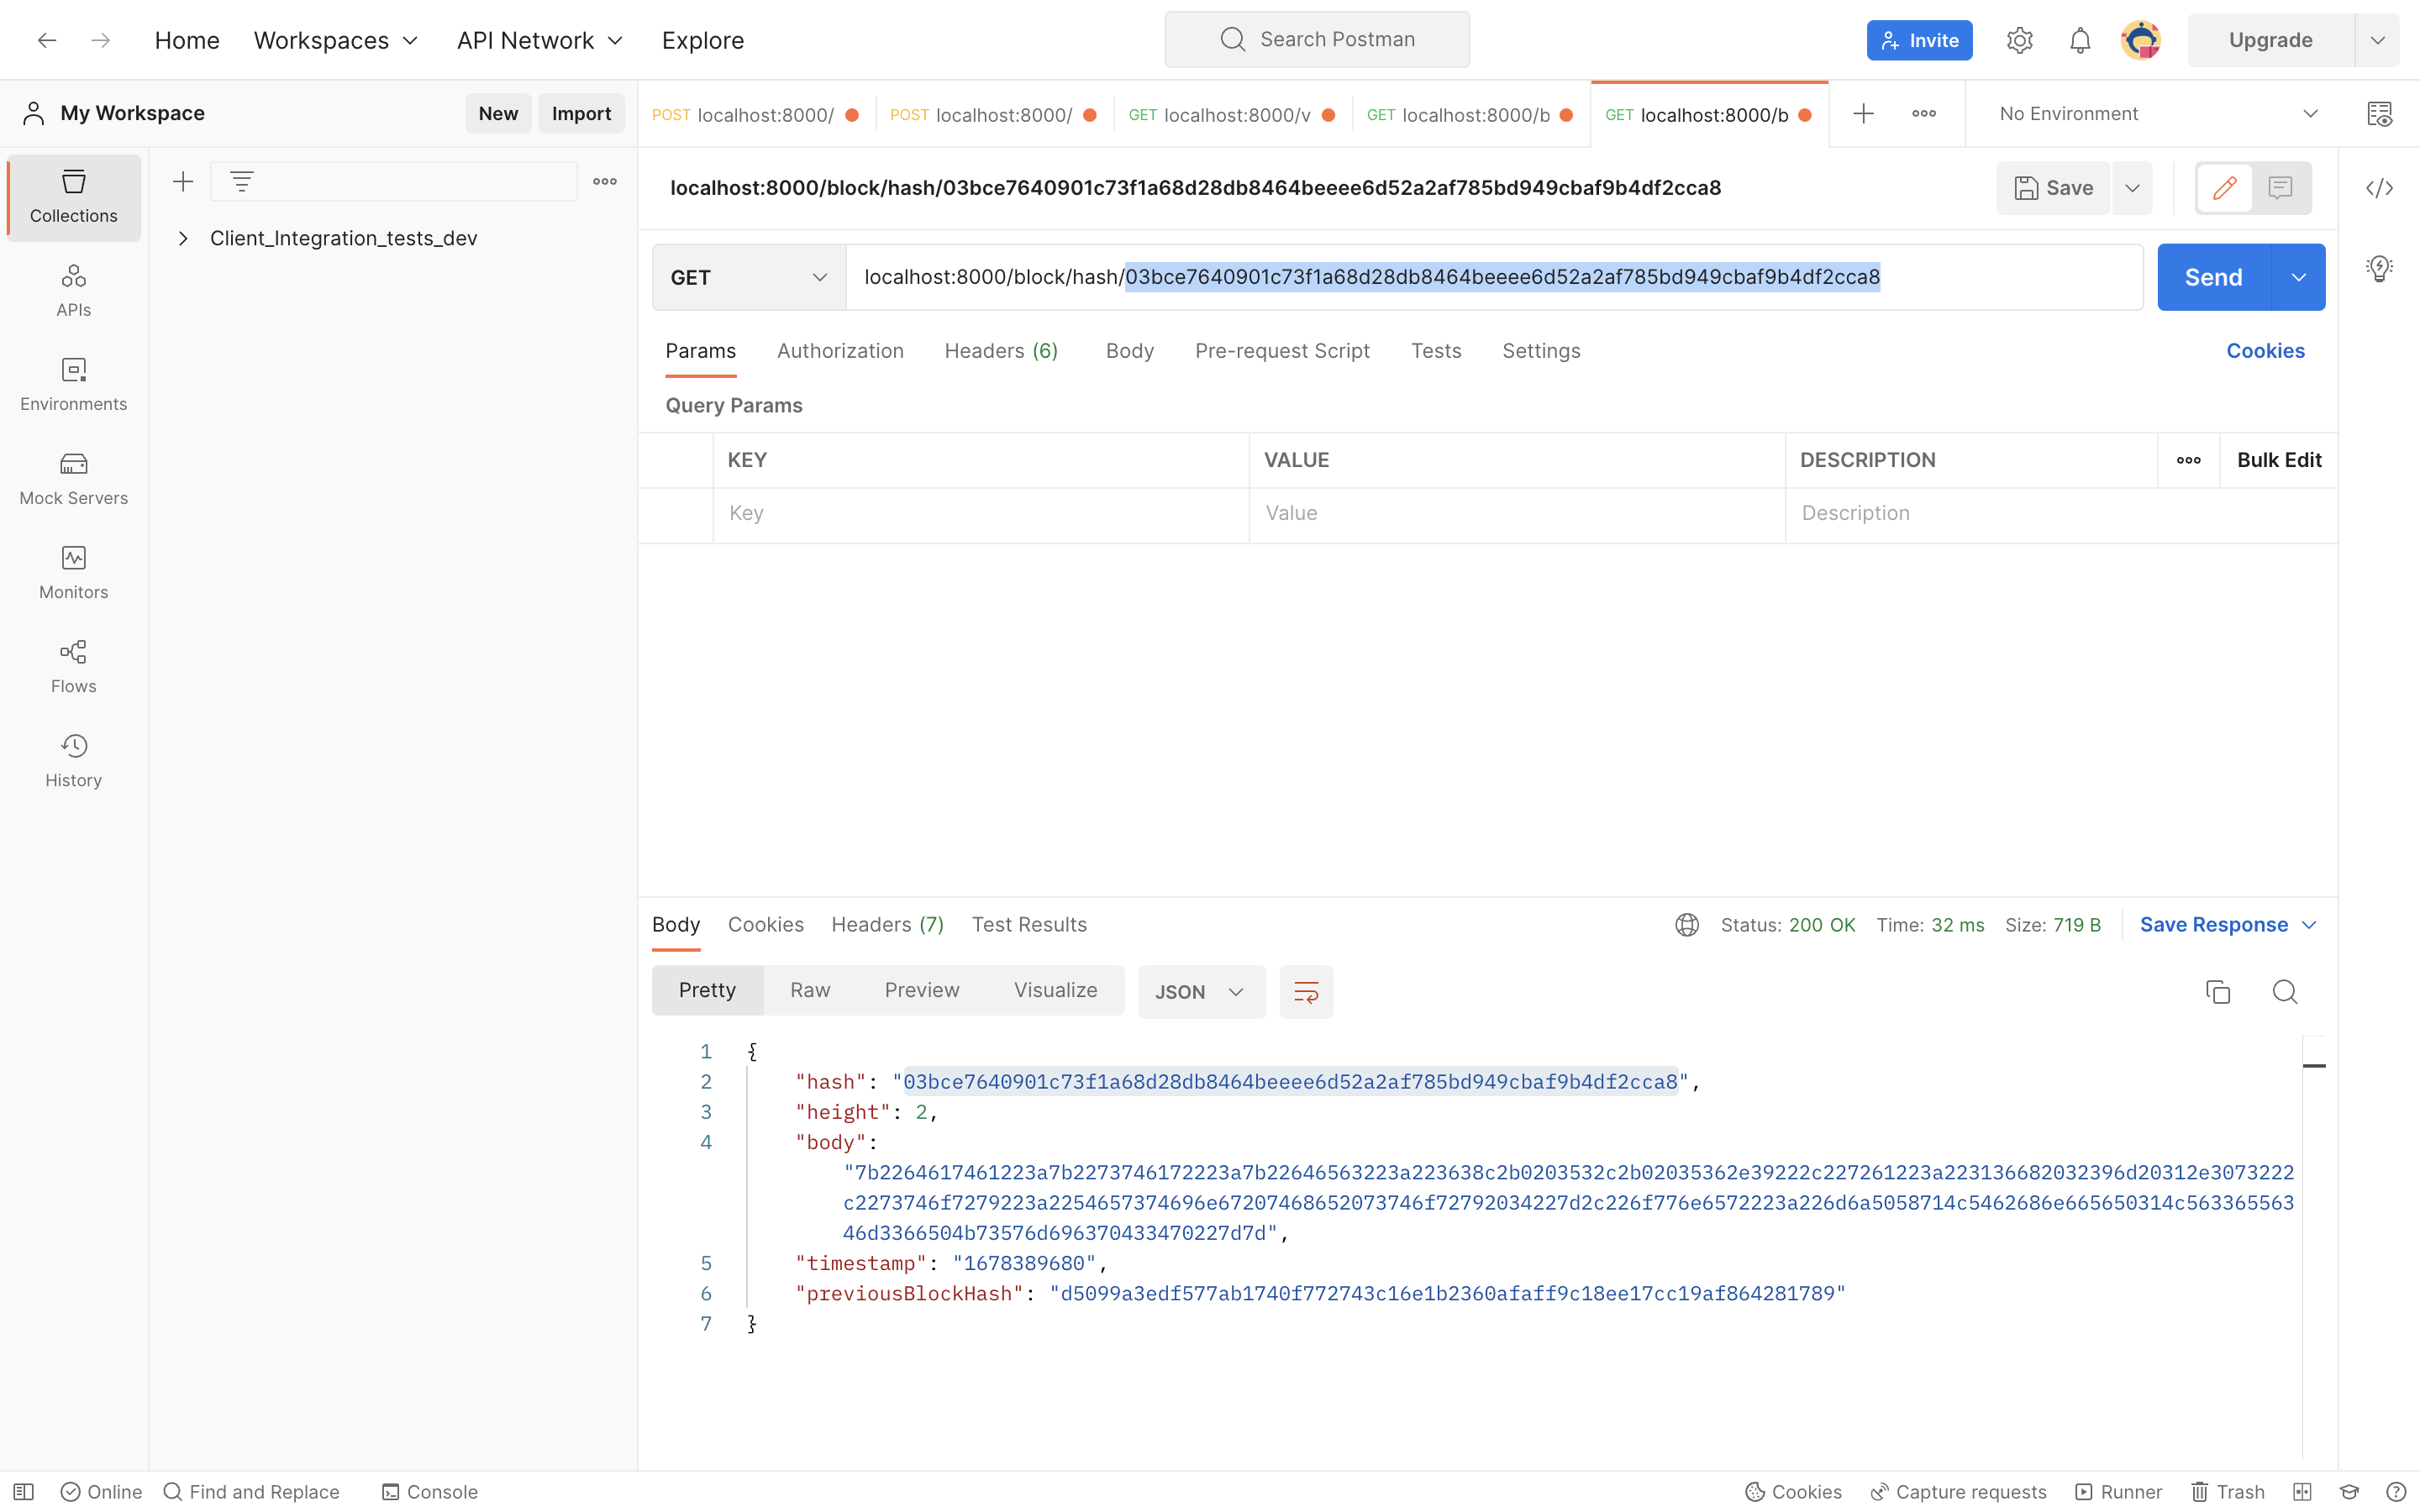 Home Workspaces API Network Explore Search Postman Invite Upgrade
My Workspace New Import
POST localhost:8000/ POST localhost:8000/ GET localhost:8000/v GET localhost:8000/b GET localhost:8000/b No Environment
Collections
Client_Integration_tests_dev
APIs
Environments
Mock Servers
Monitors
Flows
History
localhost:8000/block/hash/03bce7640901c73f1a68d28db8464beeee6d52a2af785bd949cbaf9b4df2cca8 Save
GET localhost:8000/block/hash/03bce7640901c73f1a68d28db8464beeee6d52a2af785bd949cbaf9b4df2cca8 Send
Params Authorization Headers (6) Body Pre-request Script Tests Settings Cookies
Query Params
KEY VALUE DESCRIPTION Bulk Edit
Key Value Description
Body Cookies Headers (7) Test Results Status: 200 OK Time: 32 ms Size: 719 B Save Response
Pretty Raw Preview Visualize JSON
1 {
2 "hash": "03bce7640901c73f1a68d28db8464beeee6d52a2af785bd949cbaf9b4df2cca8",
3 "height": 2,
4 "body":
"7b2264617461223a7b2273746172223a7b22646563223a223638c2b0203532c2b02035362e39222c227261223a223136682032396d20312e3073222
c2273746f7279223a2254657374696e67207468652073746f72792034227d2c226f776e6572223a226d6a5058714c5462686e665650314c563365563
46d3366504b73576d696370433470227d7d",
5 "timestamp": "1678389680",
6 "previousBlockHash": "d5099a3edf577ab1740f772743c16e1b2360afaff9c18ee17cc19af864281789"
7 }
Online Find and Replace Console Cookies Capture requests Runner Trash